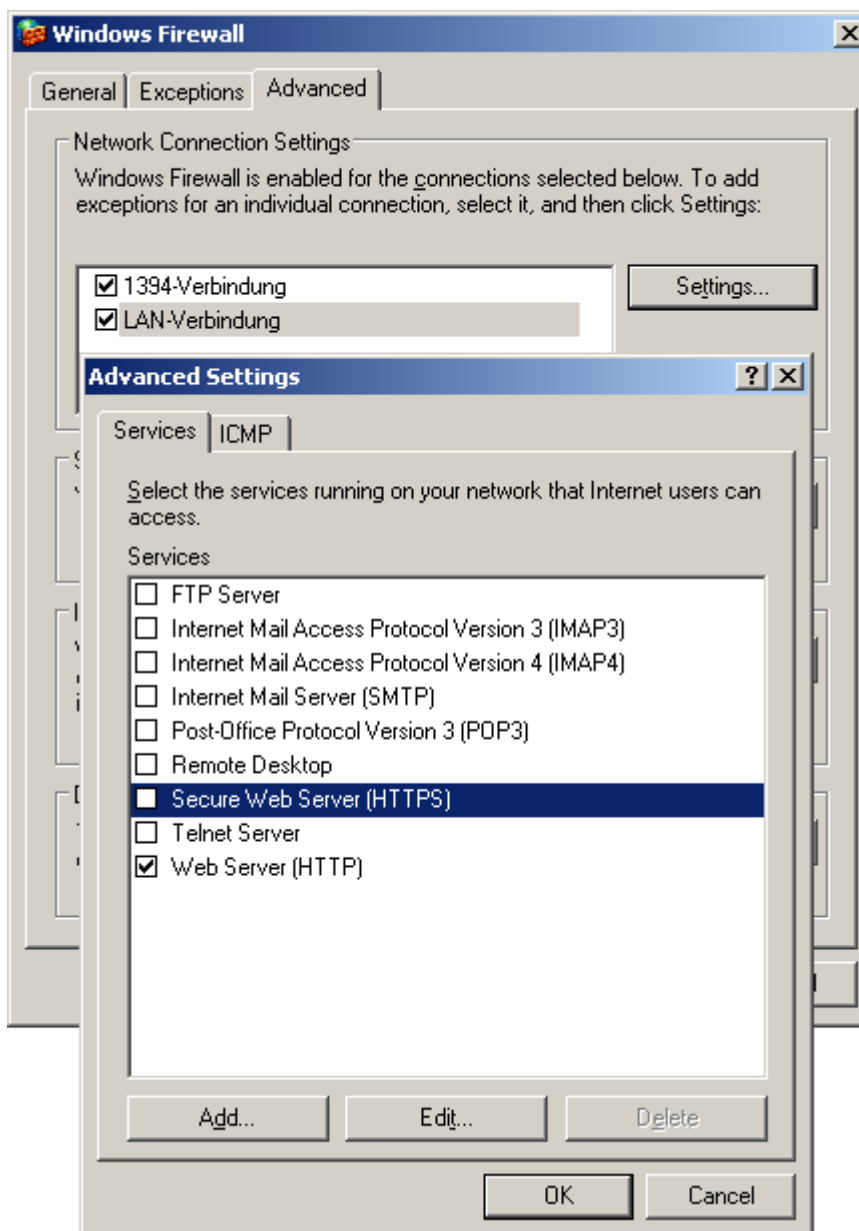 Windows Firewall
General
Exceptions
Advanced
Network Connection Settings
Windows Firewall is enabled for the connections selected below. To add
exceptions for an individual connection, select it, and then click Settings:
1394-Verbindung
Settings...
LAN-Verbindung
Advanced Settings
Services
ICMP
Select the services running on your network that Internet users can
access.
Services
FTP Server
Internet Mail Access Protocol Version 3 (IMAP3)
Internet Mail Access Protocol Version 4 (IMAP4)
Internet Mail Server (SMTP)
Post-Office Protocol Version 3 (POP3)
Remote Desktop
Secure Web Server (HTTPS)
Telnet Server
Web Server (HTTP)
Add...
Edit...
Delete
OK
Cancel